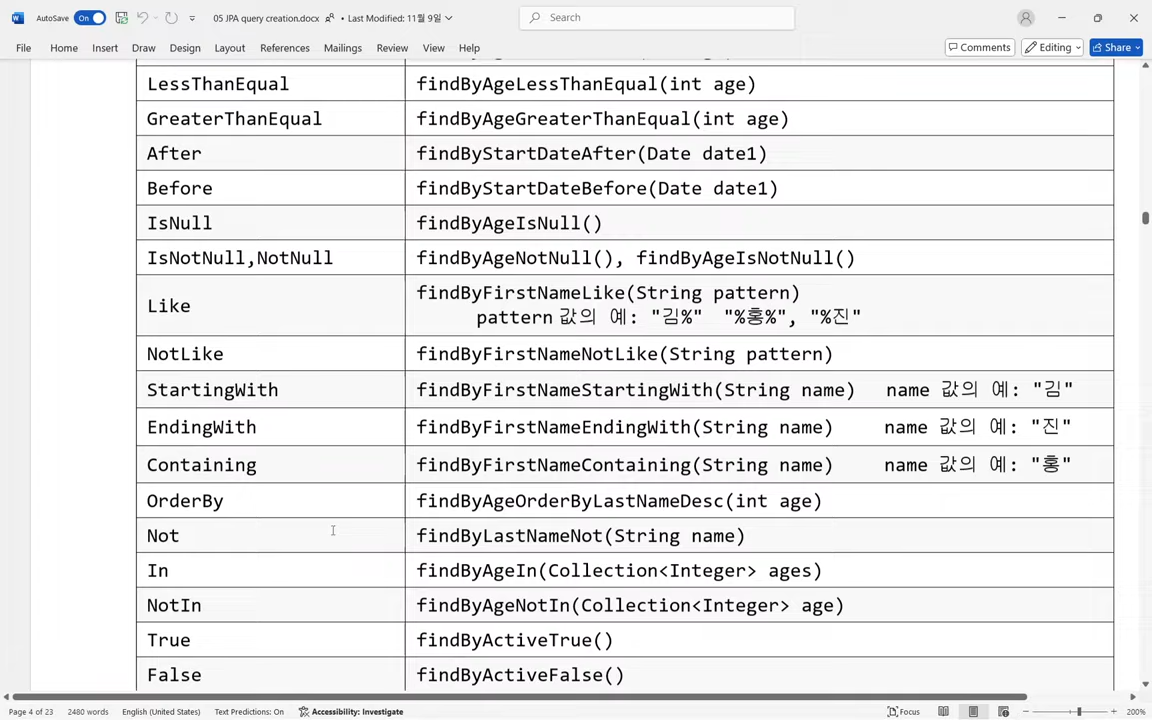 AutoSave On 05 JPA query creation.docx • Last Modified: 11월 9일 Search
File Home Insert Draw Design Layout References Mailings Review View Help Comments Editing Share
LessThanEqual findByAgeLessThanEqual(int age)
GreaterThanEqual findByAgeGreaterThanEqual(int age)
After findByStartDateAfter(Date date1)
Before findByStartDateBefore(Date date1)
IsNull findByAgeIsNull()
IsNotNull,NotNull findByAgeNotNull(), findByAgeIsNotNull()
Like findByFirstNameLike(String pattern)
pattern 값의 예: "김%" "%홍%", "%진"
NotLike findByFirstNameNotLike(String pattern)
StartingWith findByFirstNameStartingWith(String name) name 값의 예: "김"
EndingWith findByFirstNameEndingWith(String name) name 값의 예: "진"
Containing findByFirstNameContaining(String name) name 값의 예: "홍"
OrderBy findByAgeOrderByLastNameDesc(int age)
Not findByLastNameNot(String name)
In findByAgeIn(Collection<Integer> ages)
NotIn findByAgeNotIn(Collection<Integer> age)
True findByActiveTrue()
False findByActiveFalse()
Page 4 of 23 2480 words English (United States) Text Predictions: On Accessibility: Investigate Focus 200%